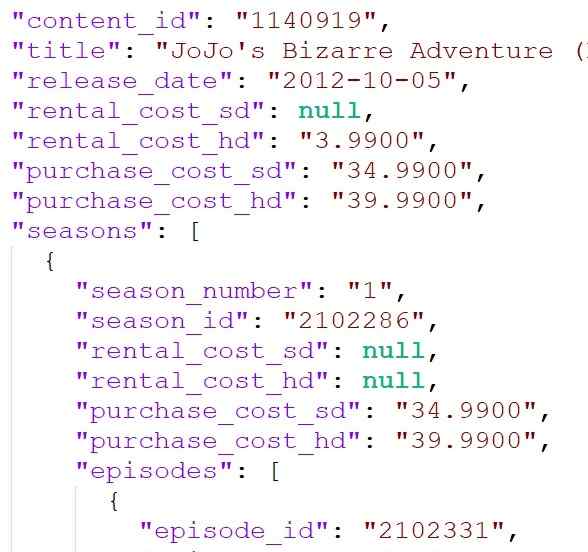 "content_id": "1140919",
"title": "JoJo's Bizarre Adventure (
"release_date": "2012-10-05",
"rental_cost_sd": null,
"rental_cost_hd": "3.9900",
"purchase_cost_sd": "34.9900",
"purchase_cost_hd": "39.9900",
"seasons": [
{
"season_number": "1",
"season_id": "2102286",
"rental_cost_sd": null,
"rental_cost_hd": null,
"purchase_cost_sd": "34.9900",
"purchase_cost_hd": "39.9900",
"episodes": [
{
"episode_id": "2102331",